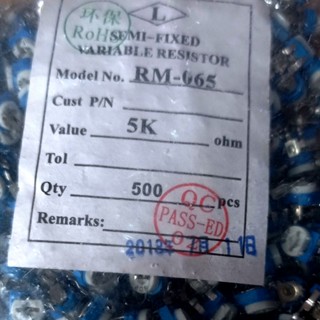 L
环保
RoHS
SEMI-FIXED
VARIABLE RESISTOR
Model No. RM-065
Cust P/N
Value 5K ohm
Tol
Qty 500 pcs
QC
PASS-ED
Remarks: